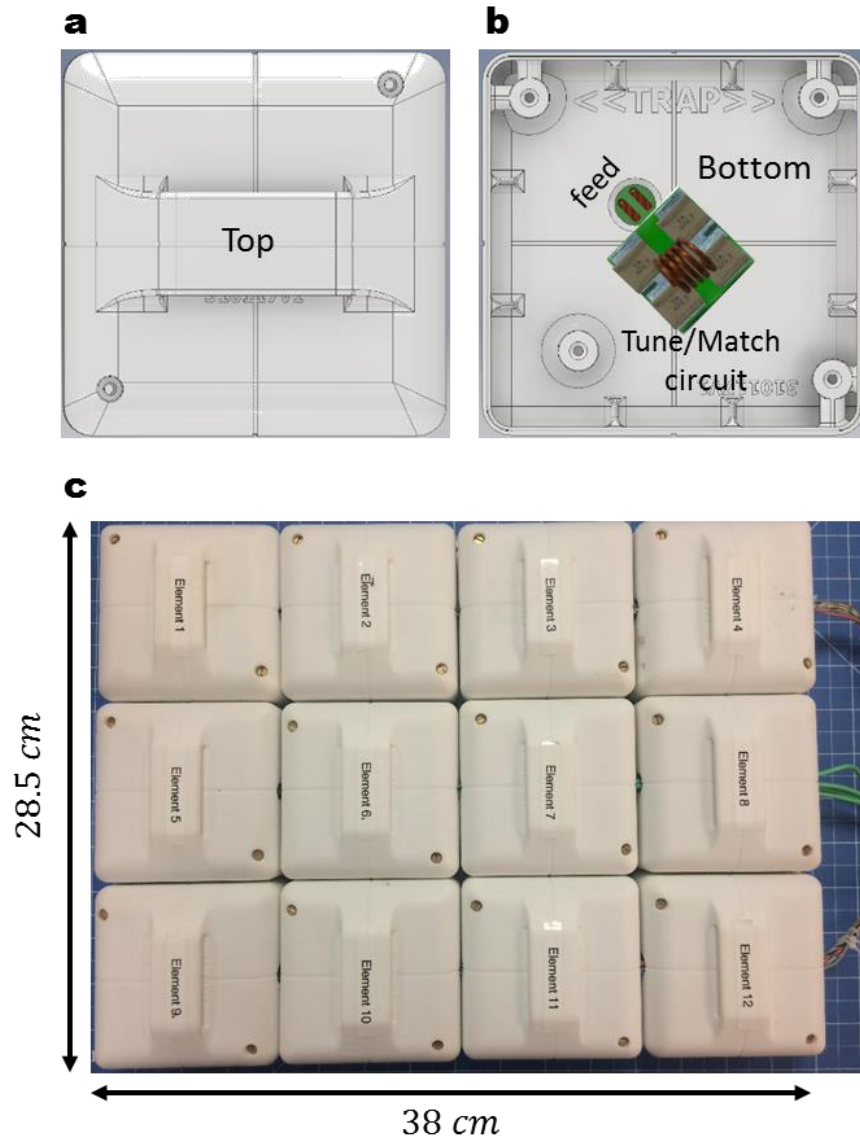 a
b
<<TRAP>>
feed
Bottom
Top
Tune/Match
circuit
c
Element 1
Element 2
Element 3
Element 4
Element 5
Element 6.
Element 7
Element 8
Element 9.
Element 10
Element 11
Element 12
28.5 cm
38 cm